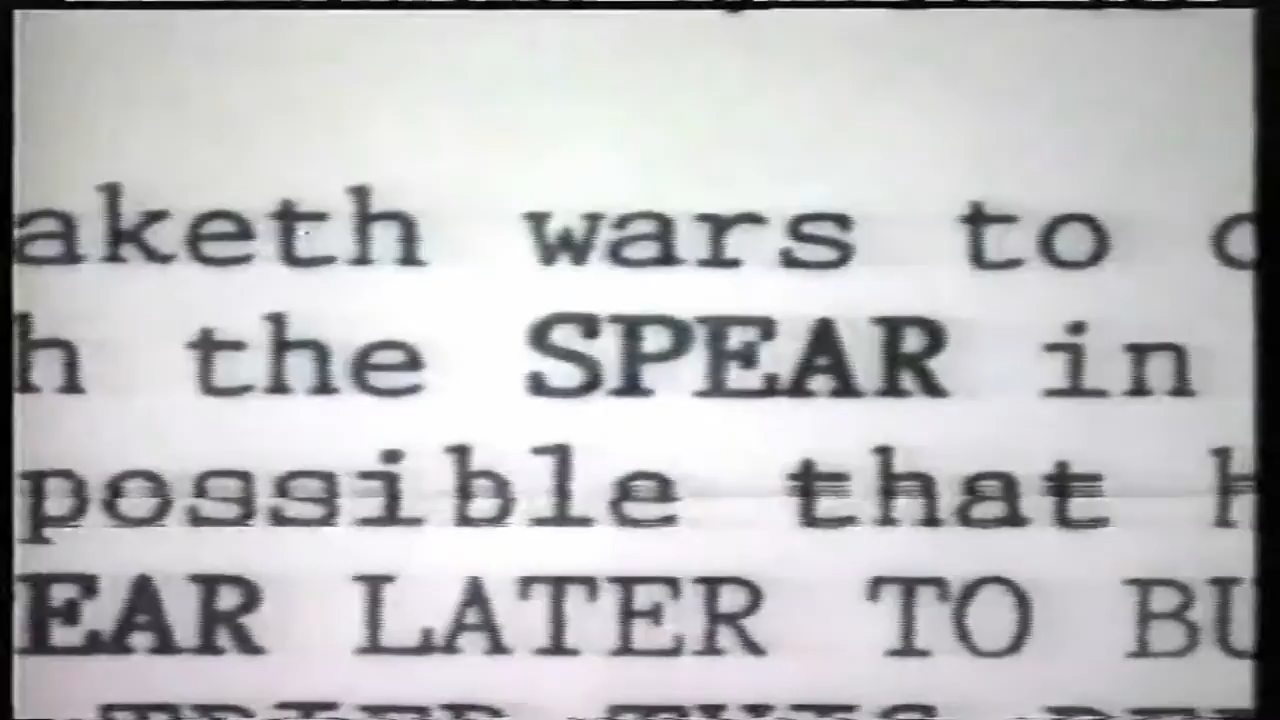 aketh wars to c
h the SPEAR in
possible that h
EAR LATER TO BU